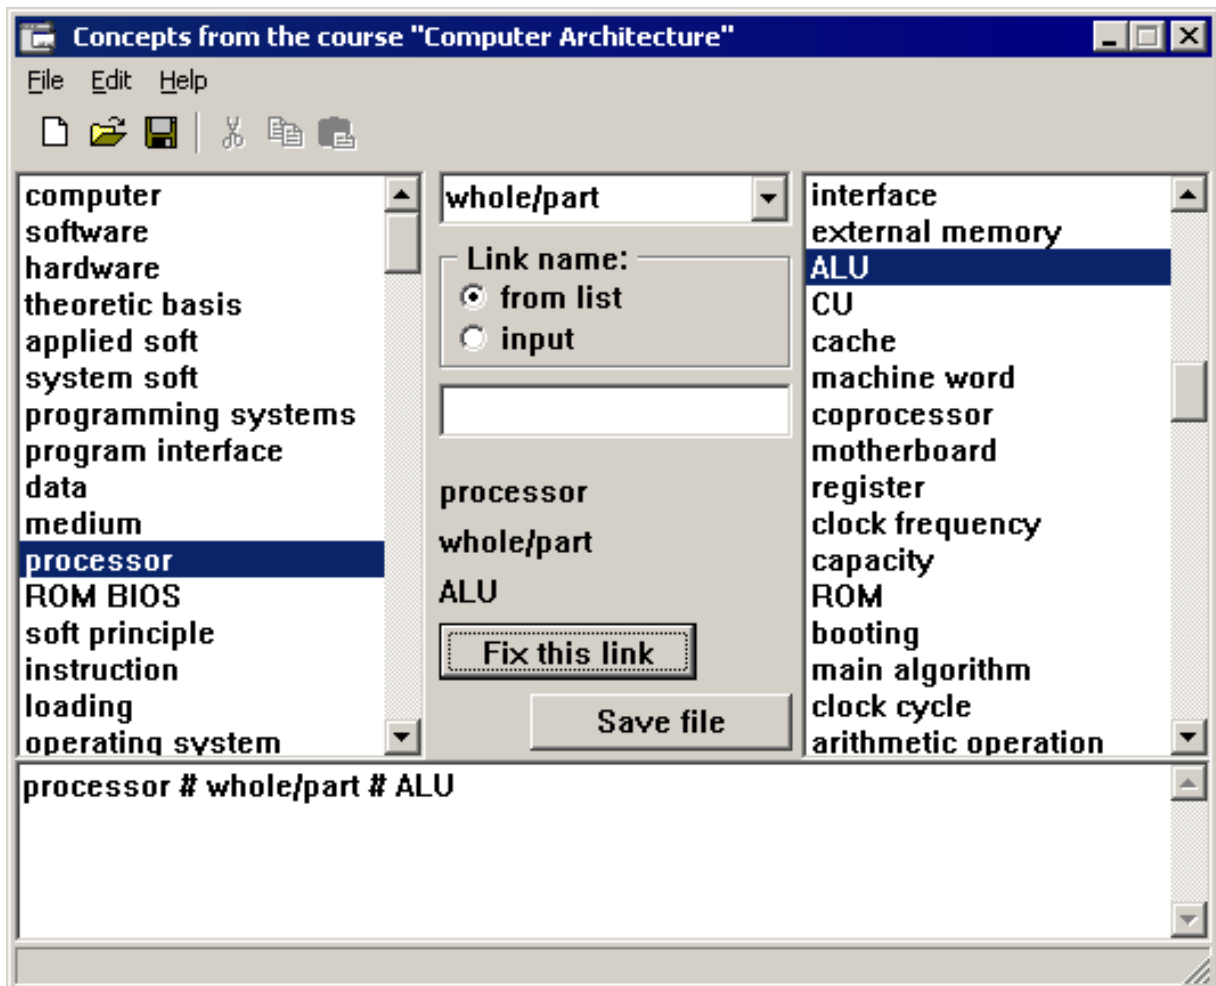 Concepts from the course "Computer Architecture"
File Edit Help
computer
software
hardware
theoretic basis
applied soft
system soft
programming systems
program interface
data
medium
processor
ROM BIOS
soft principle
instruction
loading
operating system
whole/part
Link name:
from list
input
processor
whole/part
ALU
Fix this link
Save file
interface
external memory
ALU
CU
cache
machine word
coprocessor
motherboard
register
clock frequency
capacity
ROM
booting
main algorithm
clock cycle
arithmetic operation
processor # whole/part # ALU